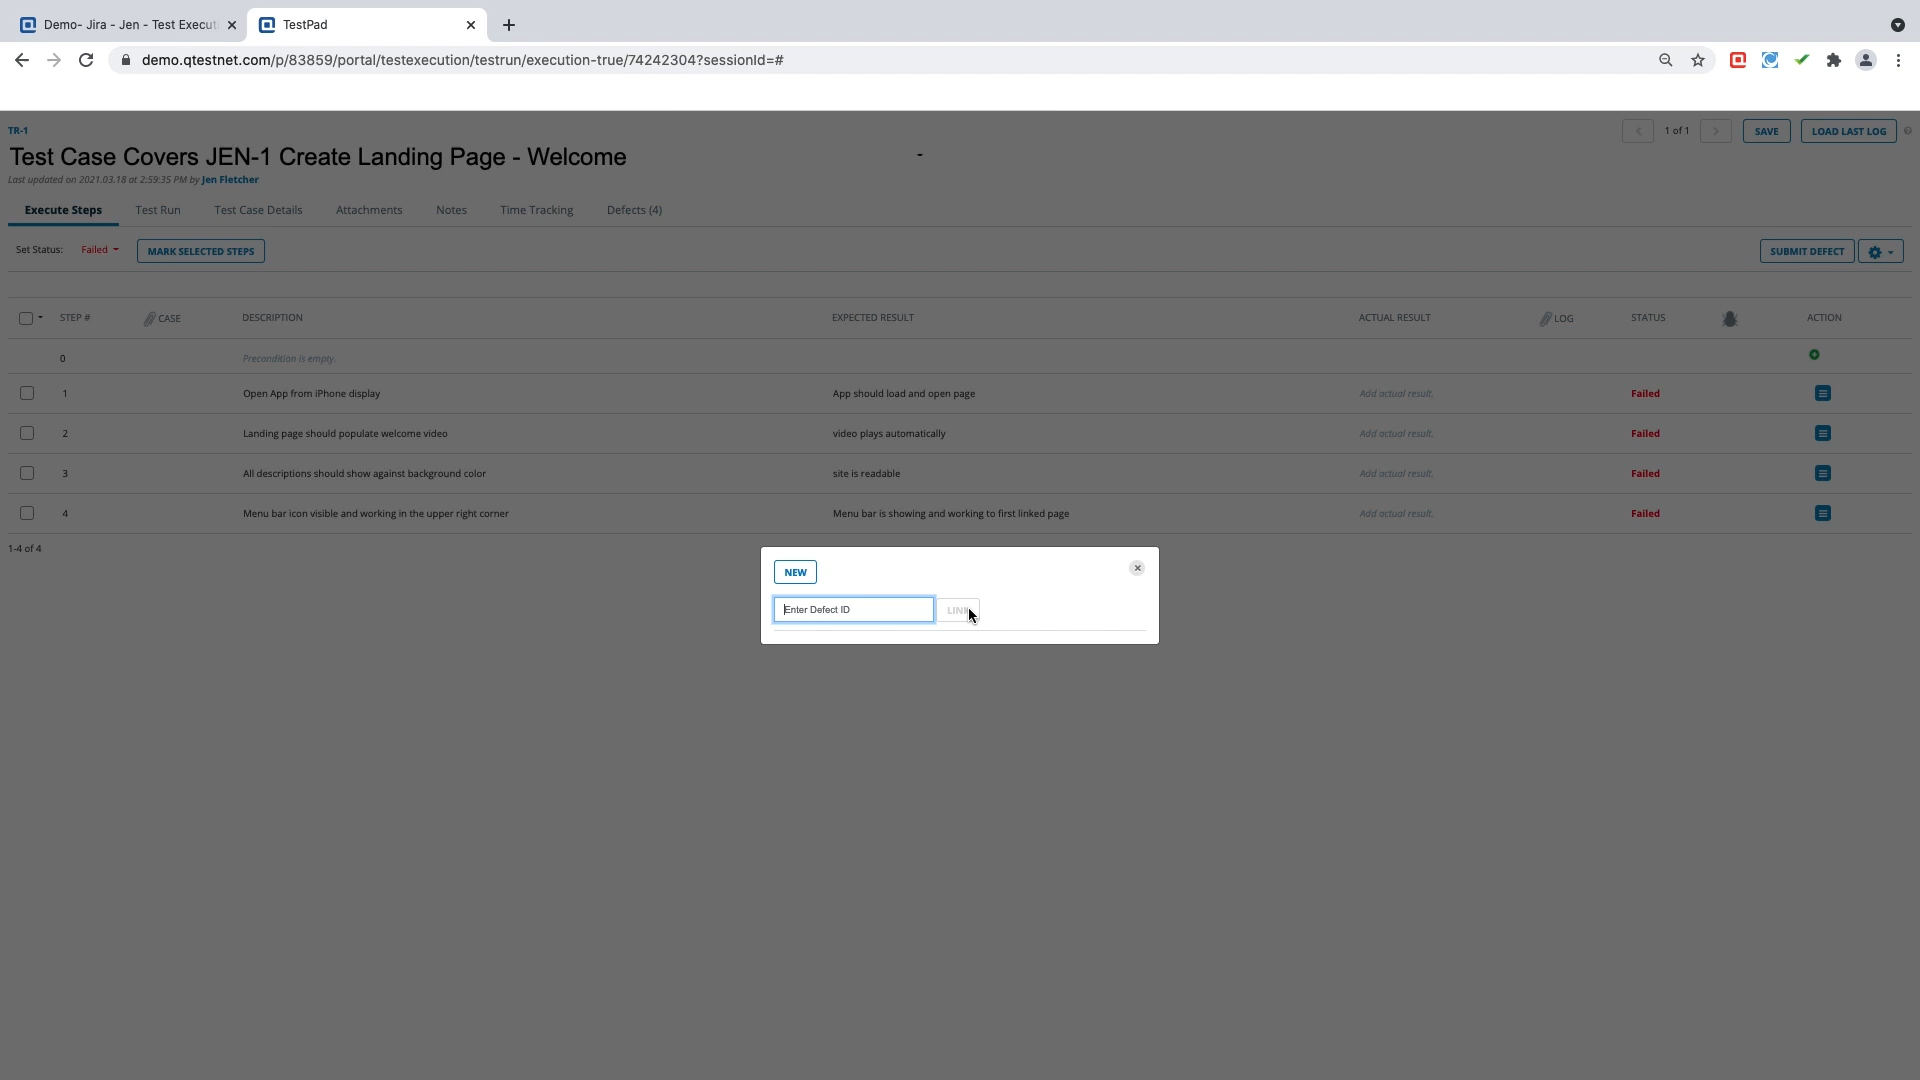 Demo- Jira - Jen - Test Executi
TestPad
demo.qtestnet.com/p/83859/portal/testexecution/testrun/execution-true/74242304?sessionId=#
TR-1
1 of 1
SAVE
LOAD LAST LOG
Test Case Covers JEN-1 Create Landing Page - Welcome
-
Last updated on 2021.03.18 at 2:59:35 PM by Jen Fletcher
Execute Steps Test Run Test Case Details Attachments Notes Time Tracking Defects (4)
Set Status: Failed MARK SELECTED STEPS SUBMIT DEFECT
STEP # CASE DESCRIPTION EXPECTED RESULT ACTUAL RESULT LOG STATUS ACTION
0 Precondition is empty.
1 Open App from iPhone display App should load and open page Add actual result. Failed
2 Landing page should populate welcome video video plays automatically Add actual result. Failed
3 All descriptions should show against background color site is readable Add actual result. Failed
4 Menu bar icon visible and working in the upper right corner Menu bar is showing and working to first linked page Add actual result. Failed
1-4 of 4
NEW
Enter Defect ID LINK